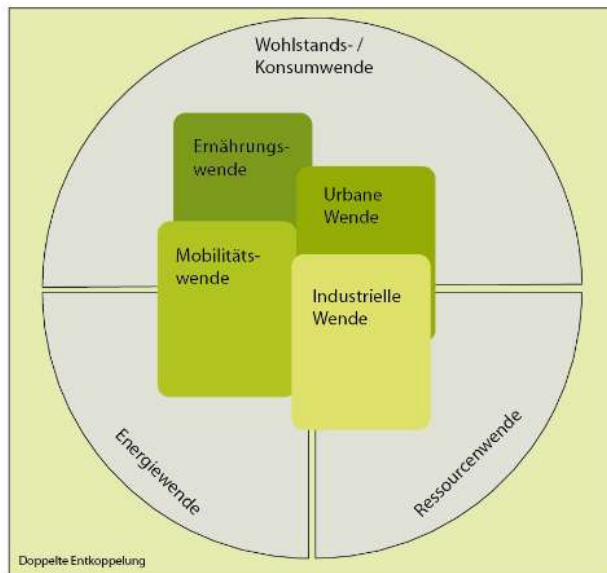 Wohlstands- /
Konsumwende
Ernährungs-
wende
Urbane
Wende
Mobilitäts-
wende
Industrielle
Wende
Energiewende
Ressourcenwende
Doppelte Entkoppelung